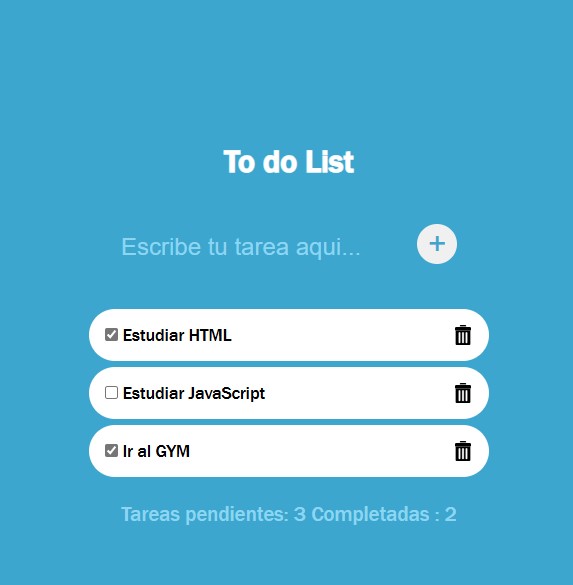 To do List
Escribe tu tarea aqui...
+
Estudiar HTML
Estudiar JavaScript
Ir al GYM
Tareas pendientes: 3 Completadas : 2